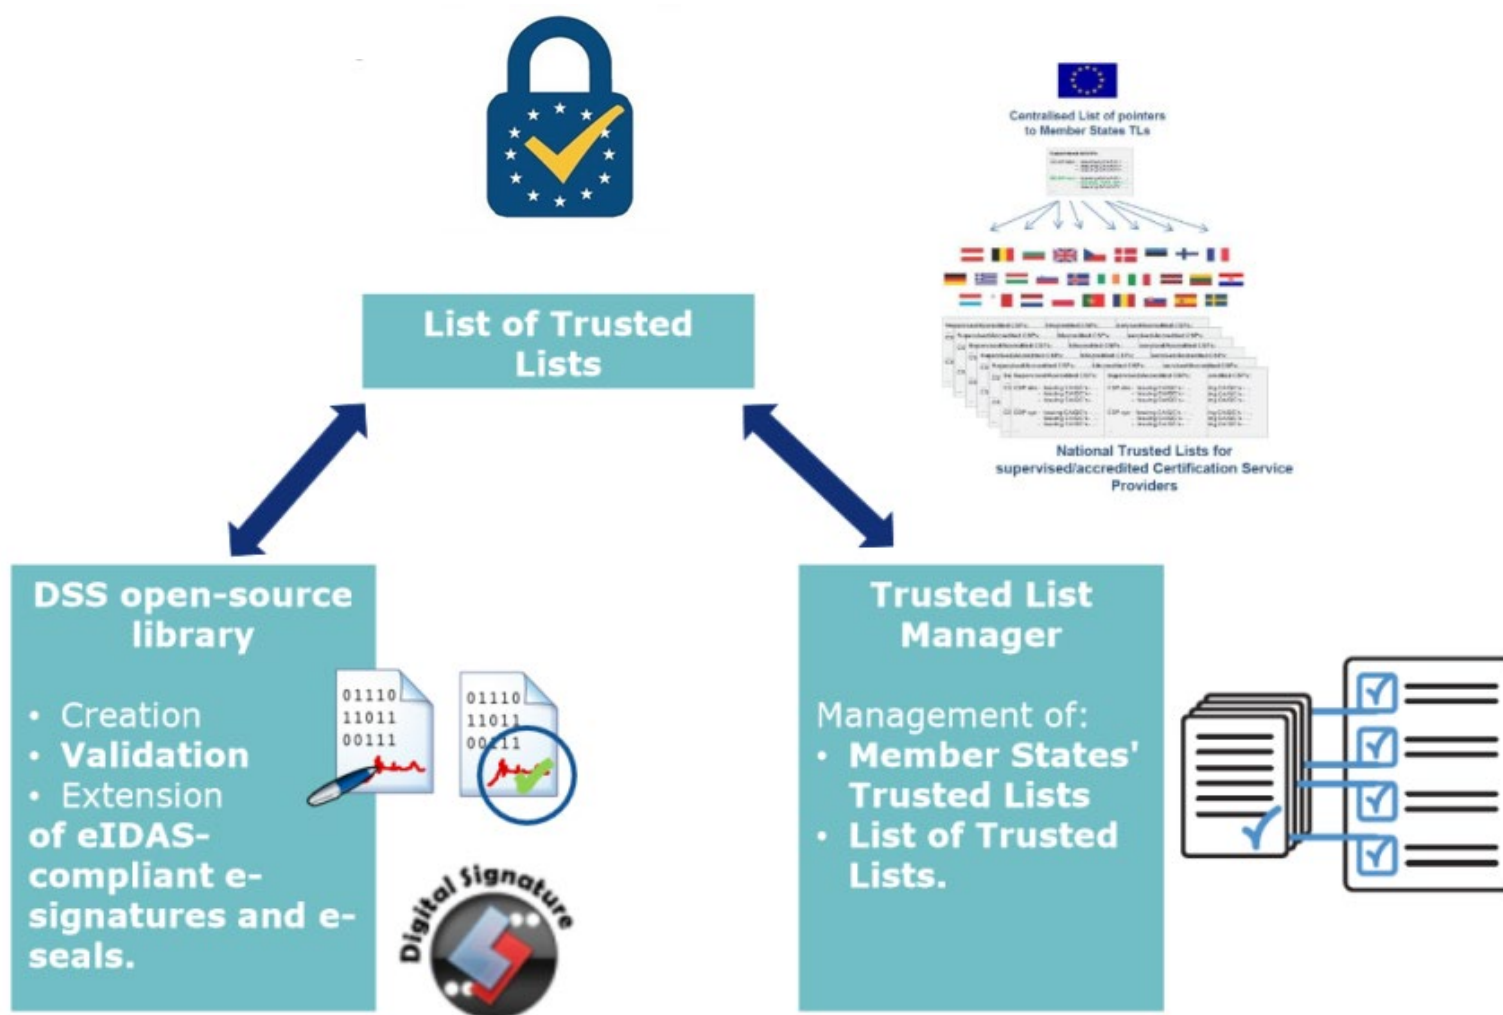 Centralised List of pointers
to Member States TLs
List of Trusted
Lists
National Trusted Lists for
supervised/accredited Certification Service
Providers
DSS open-source
library
• Creation
• Validation
• Extension
of eIDAS-
compliant e-
signatures and e-
seals.
01110
11011
00111
01110
11011
00111
Digital Signature
Trusted List
Manager
Management of:
• Member States'
Trusted Lists
• List of Trusted
Lists.